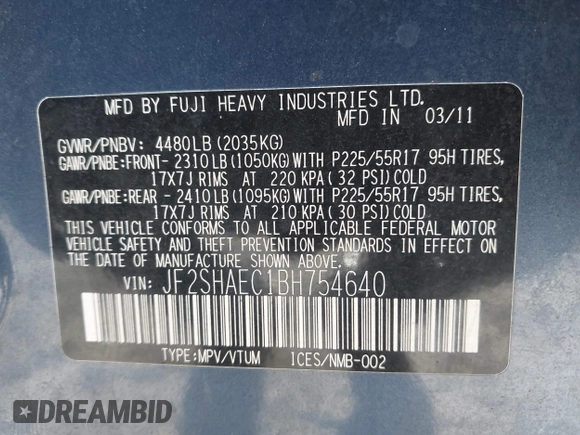 MFD BY FUJI HEAVY INDUSTRIES LTD.
MFD IN 03/11
GVWR/PNBV: 4480LB (2035KG)
GAWR/PNBE:FRONT- 2310LB(1050KG)WITH P225/55R17 95H TIRES,
17X7J RIMS AT 220 KPA ( 32 PSI)COLD
GAWR/PNBE:REAR - 2410LB(1095KG)WITH P225/55R17 95H TIRES,
17X7J RIMS AT 210 KPA ( 30 PSI)COLD
THIS VEHICLE CONFORMS TO ALL APPLICABLE FEDERAL MOTOR
VEHICLE SAFETY AND THEFT PREVENTION STANDARDS IN EFFECT ON
THE DATE OF MANUFACTURE SHOWN ABOVE.
VIN: JF2SHAEC1BH754640
TYPE:MPV/VTUM ICES/NMB-002
DREAMBID